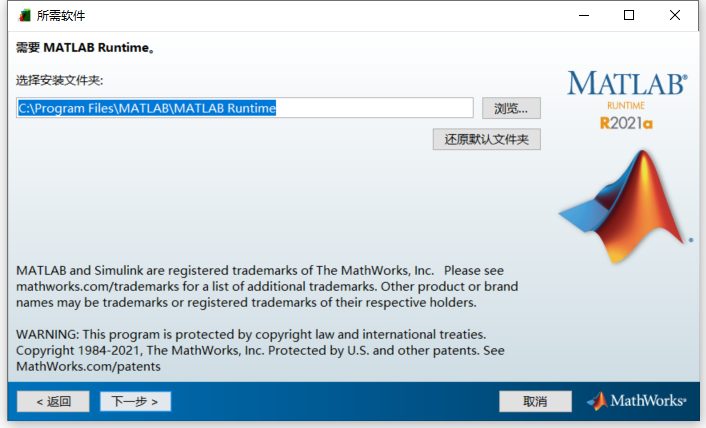 所需软件
需要 MATLAB Runtime。
选择安装文件夹:
C:\Program Files\MATLAB\MATLAB Runtime
浏览...
还原默认文件夹
MATLAB®
RUNTIME
R2021a
MATLAB and Simulink are registered trademarks of The MathWorks, Inc. Please see
mathworks.com/trademarks for a list of additional trademarks. Other product or brand
names may be trademarks or registered trademarks of their respective holders.
WARNING: This program is protected by copyright law and international treaties.
Copyright 1984-2021, The MathWorks, Inc. Protected by U.S. and other patents. See
MathWorks.com/patents
< 返回
下一步 >
取消
MathWorks®